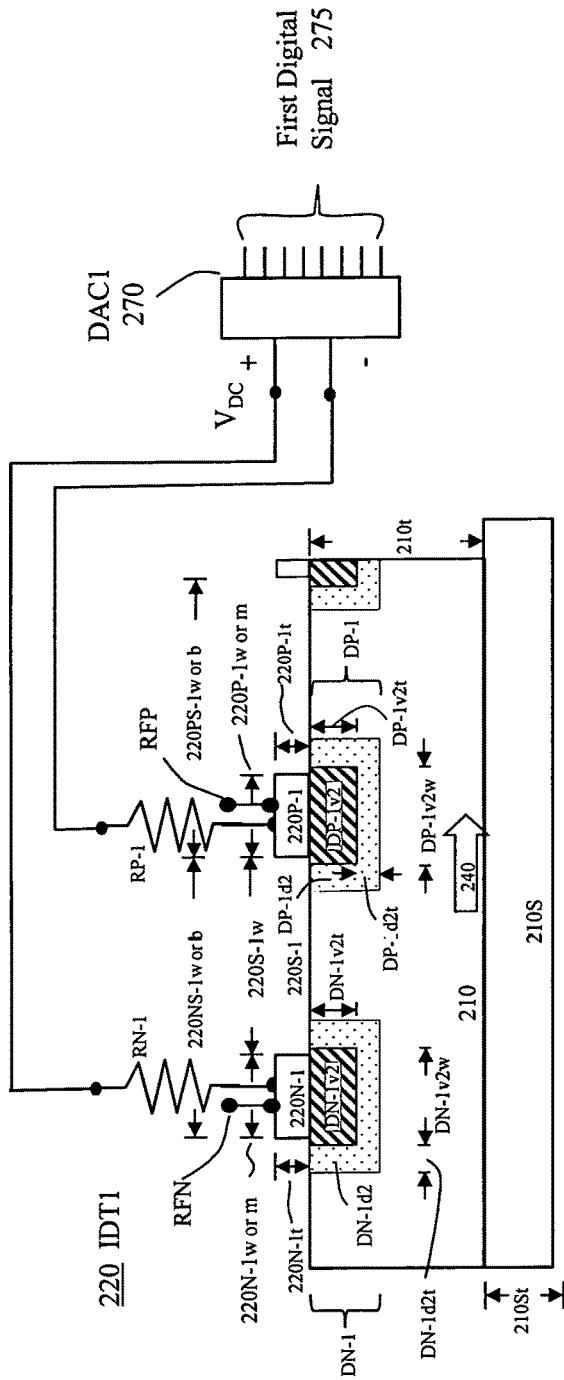 220 IDT1
RFN
RN-1
RP-1
RFP
V_DC
+
-
DAC1
270
First Digital
Signal 275
220N-1w or m
220NS-1w or b
220S-1w
220PS-1w or b
220P-1w or m
220N-1t
220N-1
220S-1
220P-1
220P-1t
DN-1
DN-1v2
DN-1d2
DN-1v2t
DP-1d2
DP-1v2
DP-1
DP-1v2t
210t
DN-1d2t
DN-1v2w
DP-1d2t
DP-1v2w
240
210
210St
210S